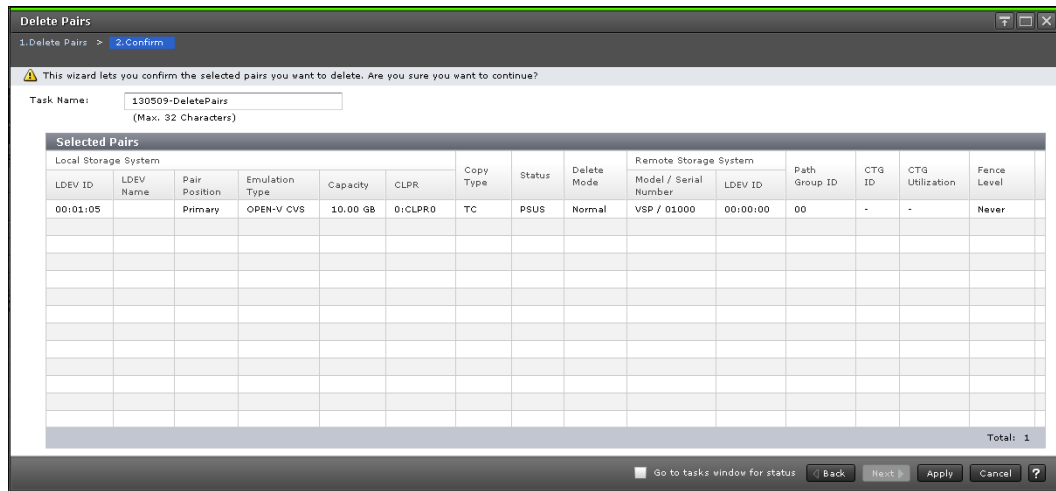 Delete Pairs
1.Delete Pairs > 2.Confirm
This wizard lets you confirm the selected pairs you want to delete. Are you sure you want to continue?
Task Name: 130509-DeletePairs
(Max. 32 Characters)
Selected Pairs
Local Storage System Copy Type Status Delete Mode Remote Storage System Path Group ID CTG ID CTG Utilization Fence Level
LDEV ID LDEV Name Pair Position Emulation Type Capacity CLPR Model / Serial Number LDEV ID
00:01:05 Primary OPEN-V CVS 10.00 GB 0:CLPR0 TC PSUS Normal VSP / 01000 00:00:00 00 - - Never
Total: 1
Go to tasks window for status Back Next Apply Cancel ?